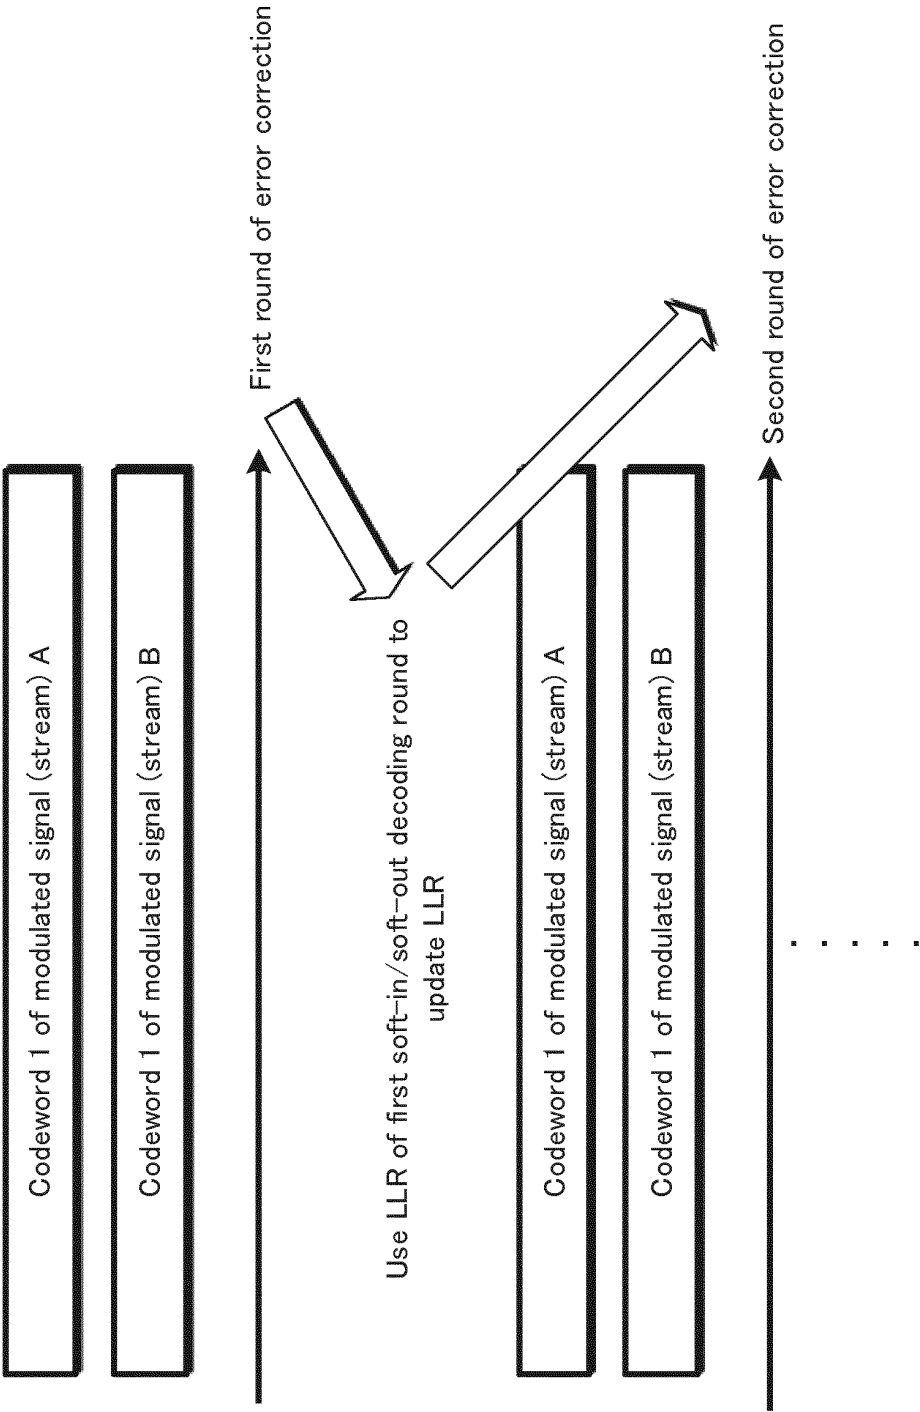 Codeword 1 of modulated signal (stream) A
Codeword 1 of modulated signal (stream) B
First round of error correction
Use LLR of first soft-in/soft-out decoding round to
update LLR
Codeword 1 of modulated signal (stream) A
Codeword 1 of modulated signal (stream) B
Second round of error correction